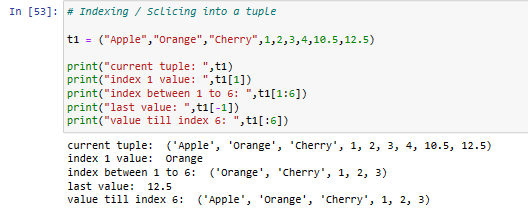 In [53]: # Indexing / Sclicing into a tuple
t1 = ("Apple","Orange","Cherry",1,2,3,4,10.5,12.5)
print("current tuple: ",t1)
print("index 1 value: ",t1[1])
print("index between 1 to 6: ",t1[1:6])
print("last value: ",t1[-1])
print("value till index 6: ",t1[:6])
current tuple:  ('Apple', 'Orange', 'Cherry', 1, 2, 3, 4, 10.5, 12.5)
index 1 value:  Orange
index between 1 to 6:  ('Orange', 'Cherry', 1, 2, 3)
last value:  12.5
value till index 6:  ('Apple', 'Orange', 'Cherry', 1, 2, 3)